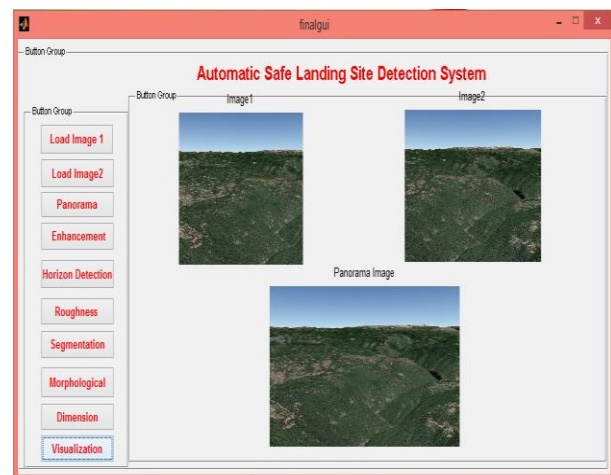 finalgui
Button Group
Automatic Safe Landing Site Detection System
Button Group
Button Group
Image1
Image2
Load Image 1
Load Image2
Panorama
Enhancement
Horizon Detection
Roughness
Segmentation
Morphological
Dimension
Visualization
Panorama Image